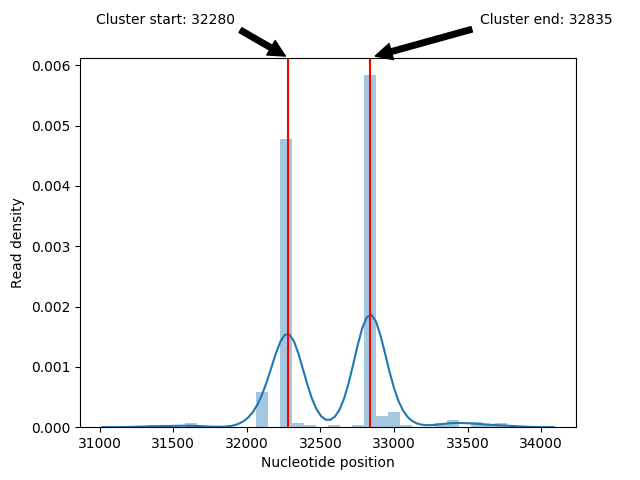 Cluster start: 32280
Cluster end: 32835
0.006
0.005
0.004
0.003
0.002
0.001
0.000
Read density
31000 31500 32000 32500 33000 33500 34000
Nucleotide position